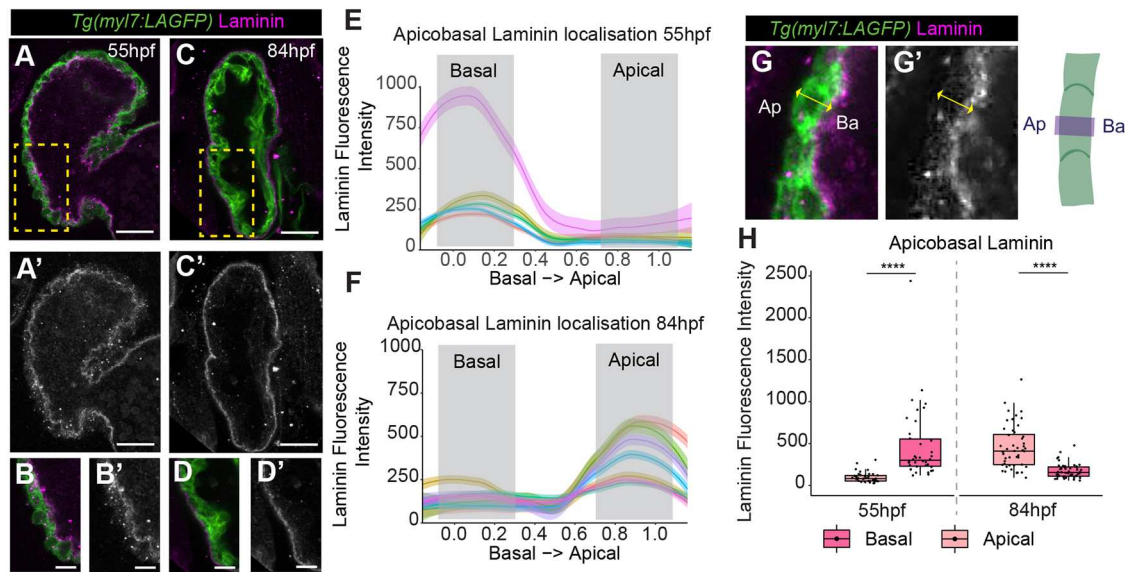 Tg(myl7:LAGFP) Laminin
A
55hpf
C
84hpf
A'
C'
B
B'
D
D'
E
Apicobasal Laminin localisation 55hpf
Laminin Fluorescence
Intensity
1000
750
500
250
0
Basal
Apical
0.0 0.2 0.4 0.6 0.8 1.0
Basal −> Apical
F
Apicobasal Laminin localisation 84hpf
Laminin Fluorescence
Intensity
1000
750
500
250
0
Basal
Apical
0.0 0.2 0.4 0.6 0.8 1.0
Basal −> Apical
Tg(myl7:LAGFP) Laminin
G
Ap
Ba
G'
Ap
Ba
H
Apicobasal Laminin
Laminin Fluorescence Intensity
2500
2000
1500
1000
500
0
****
****
55hpf
84hpf
Basal
Apical